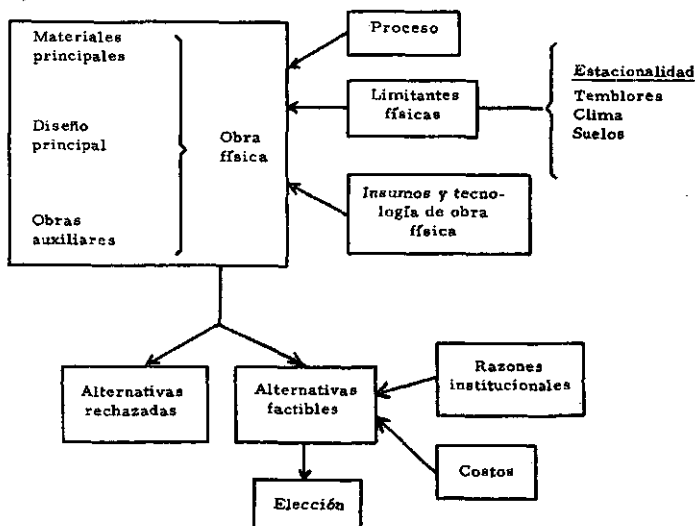 Materiales
principales
Diseño
principal
Obras
auxiliares
Obra
física
Proceso
Limitantes
físicas
Estacionalidad
Temblores
Clima
Suelos
Insumos y tecno-
logía de obra
física
Alternativas
rechazadas
Alternativas
factibles
Razones
institucionales
Costos
Elección